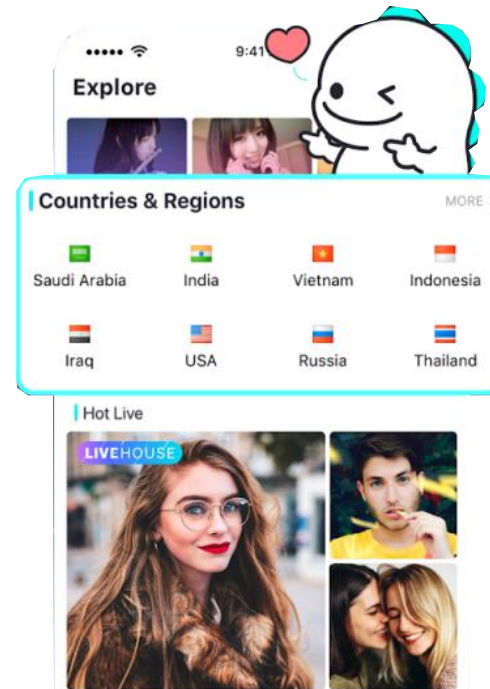 9:41
Explore
Countries & Regions
MORE
Saudi Arabia India Vietnam Indonesia
Iraq USA Russia Thailand
Hot Live
LIVEHOUSE